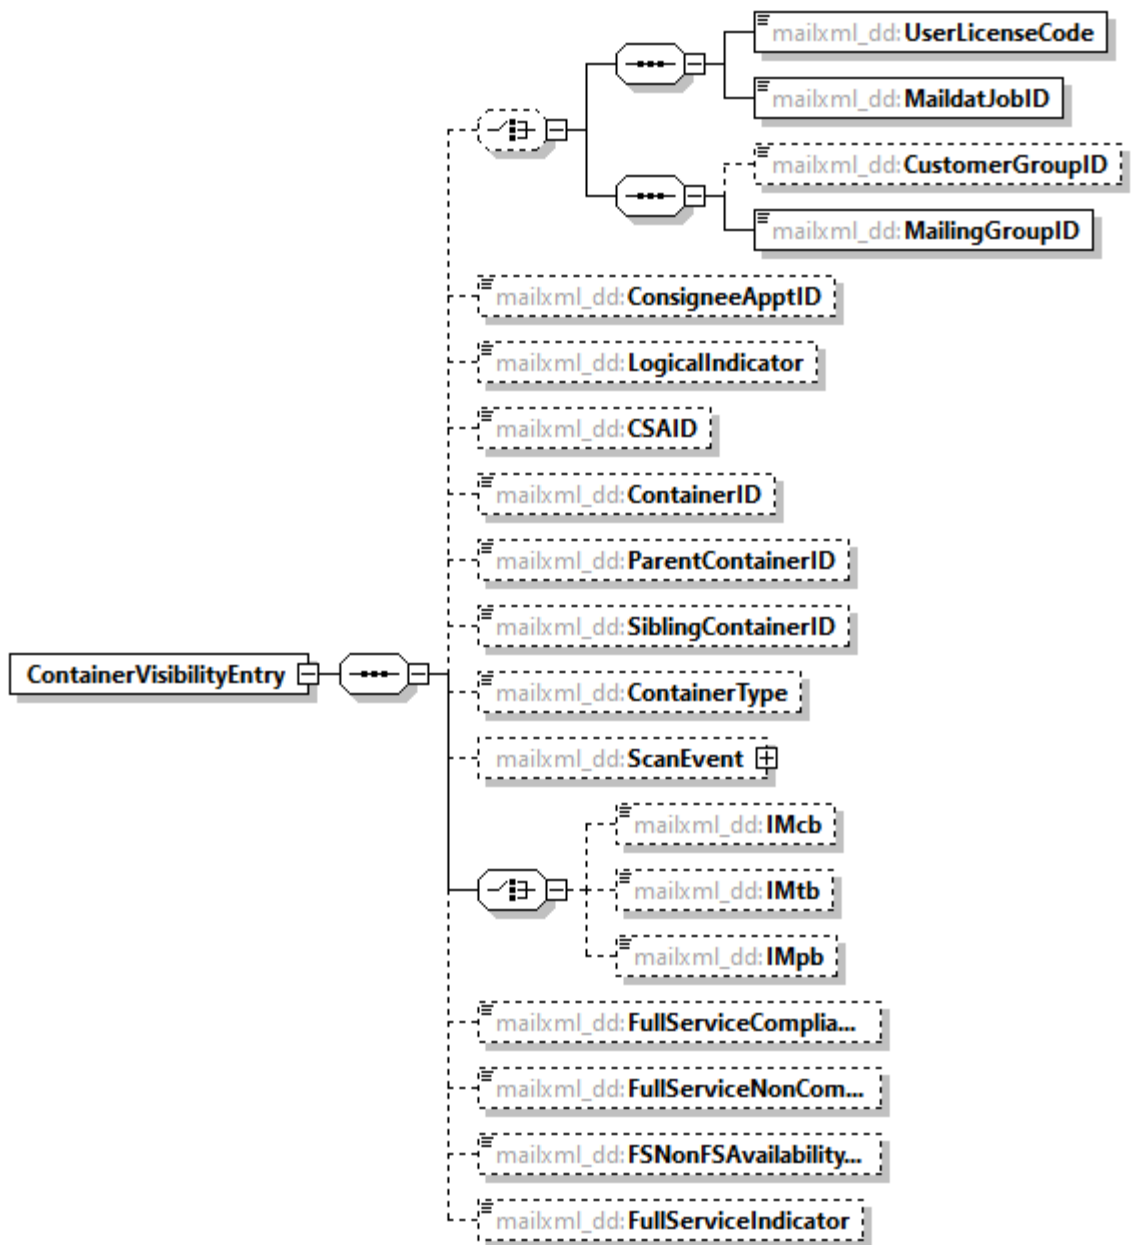 mailxml_dd:UserLicenseCode
mailxml_dd:MaildatJobID
mailxml_dd:CustomerGroupID
mailxml_dd:MailingGroupID
mailxml_dd:ConsigneeApptID
mailxml_dd:LogicalIndicator
mailxml_dd:CSAID
mailxml_dd:ContainerID
mailxml_dd:ParentContainerID
mailxml_dd:SiblingContainerID
ContainerVisibilityEntry
mailxml_dd:ContainerType
mailxml_dd:ScanEvent
mailxml_dd:IMcb
mailxml_dd:IMtb
mailxml_dd:IMpb
mailxml_dd:FullServiceComplia...
mailxml_dd:FullServiceNonCom...
mailxml_dd:FSNonFSAvailability...
mailxml_dd:FullServiceIndicator